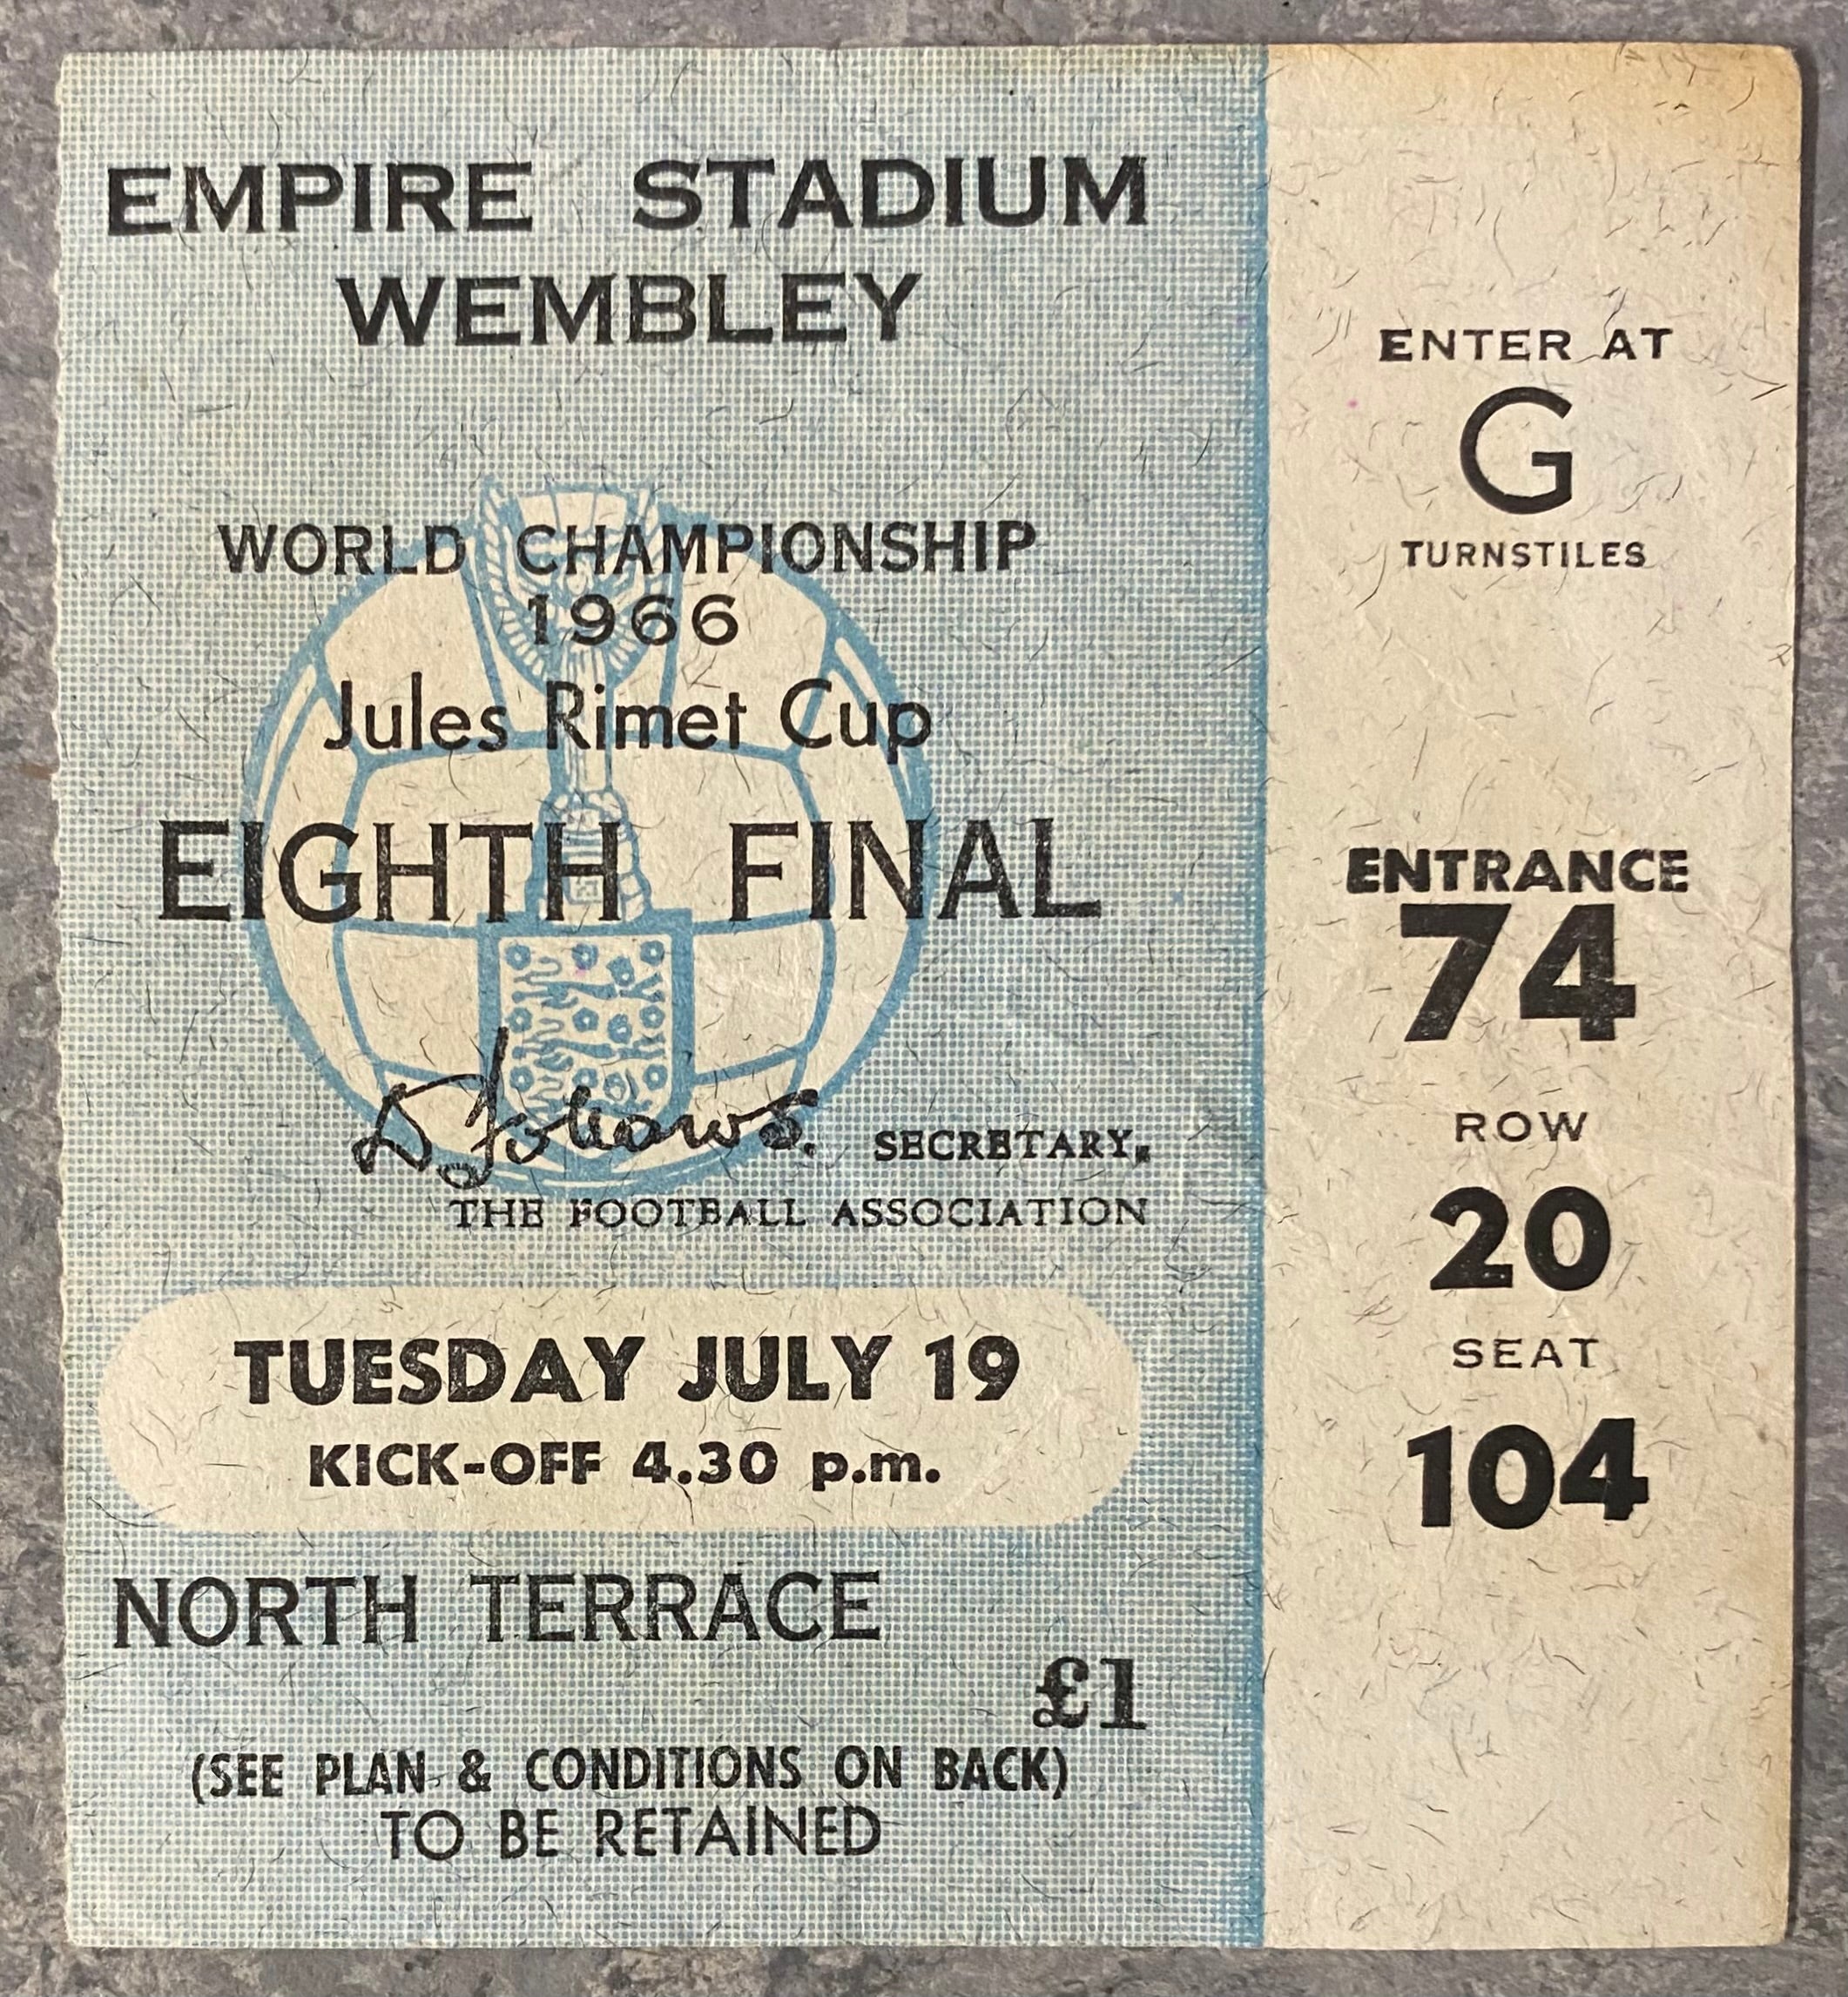 EMPIRE STADIUM
WEMBLEY
WORLD CHAMPIONSHIP
1966
Jules Rimet Cup
EIGHTH FINAL
D Follows. SECRETARY,
THE FOOTBALL ASSOCIATION
TUESDAY JULY 19
KICK-OFF 4.30 p.m.
NORTH TERRACE
£1
(SEE PLAN & CONDITIONS ON BACK)
TO BE RETAINED
ENTER AT
G
TURNSTILES
ENTRANCE
74
ROW
20
SEAT
104